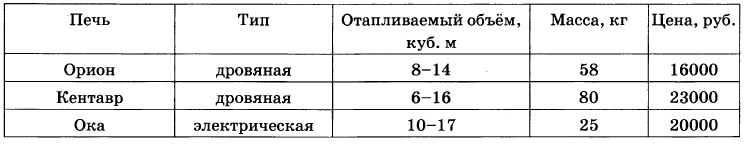 Печь Тип Отапливаемый объём, куб. м Масса, кг Цена, руб.
Орион дровяная 8–14 58 16000
Кентавр дровяная 6–16 80 23000
Ока электрическая 10–17 25 20000